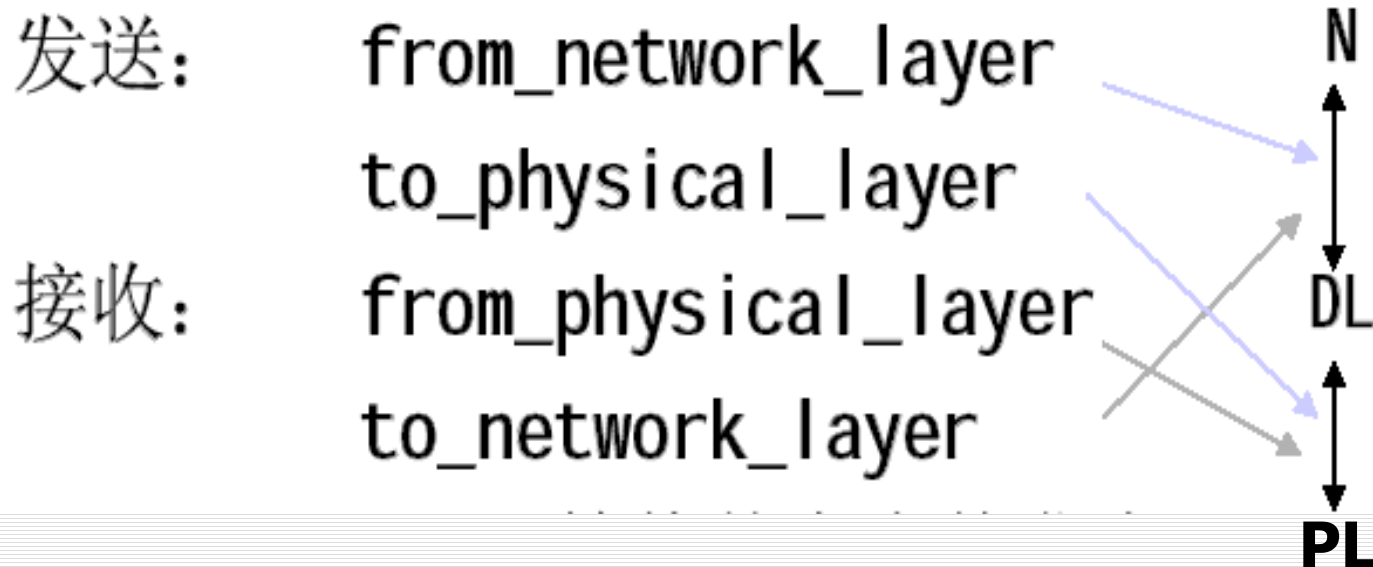 发送： from_network_layer
to_physical_layer
接收： from_physical_layer
to_network_layer
N
DL
PL